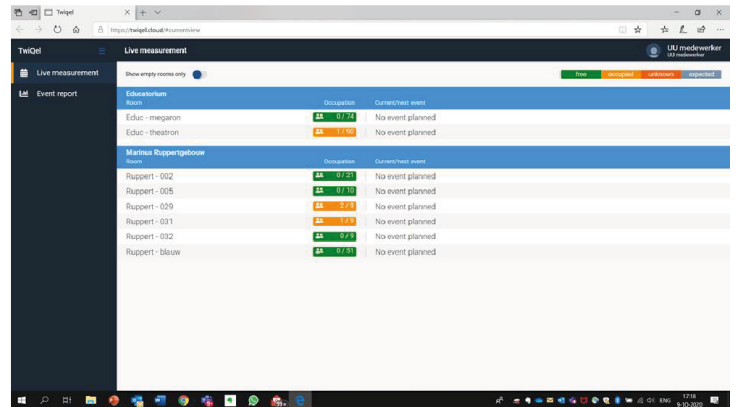 Twiqel
https://twiqel.cloud/#currentview
TwiQel
Live measurement
UU medewerker
UU medewerker
Live measurement
Event report
Show empty rooms only
free occupied unknown expected
Educatorium
Room Occupation Current/next event
Educ - megaron 0 / 74 No event planned
Educ - theatron 1 / 98 No event planned
Marinus Ruppertgebouw
Room Occupation Current/next event
Ruppert - 002 0 / 21 No event planned
Ruppert - 005 0 / 10 No event planned
Ruppert - 029 2 / 9 No event planned
Ruppert - 031 1 / 9 No event planned
Ruppert - 032 0 / 9 No event planned
Ruppert - blauw 0 / 51 No event planned
99+
ENG
17:18
9-10-2020